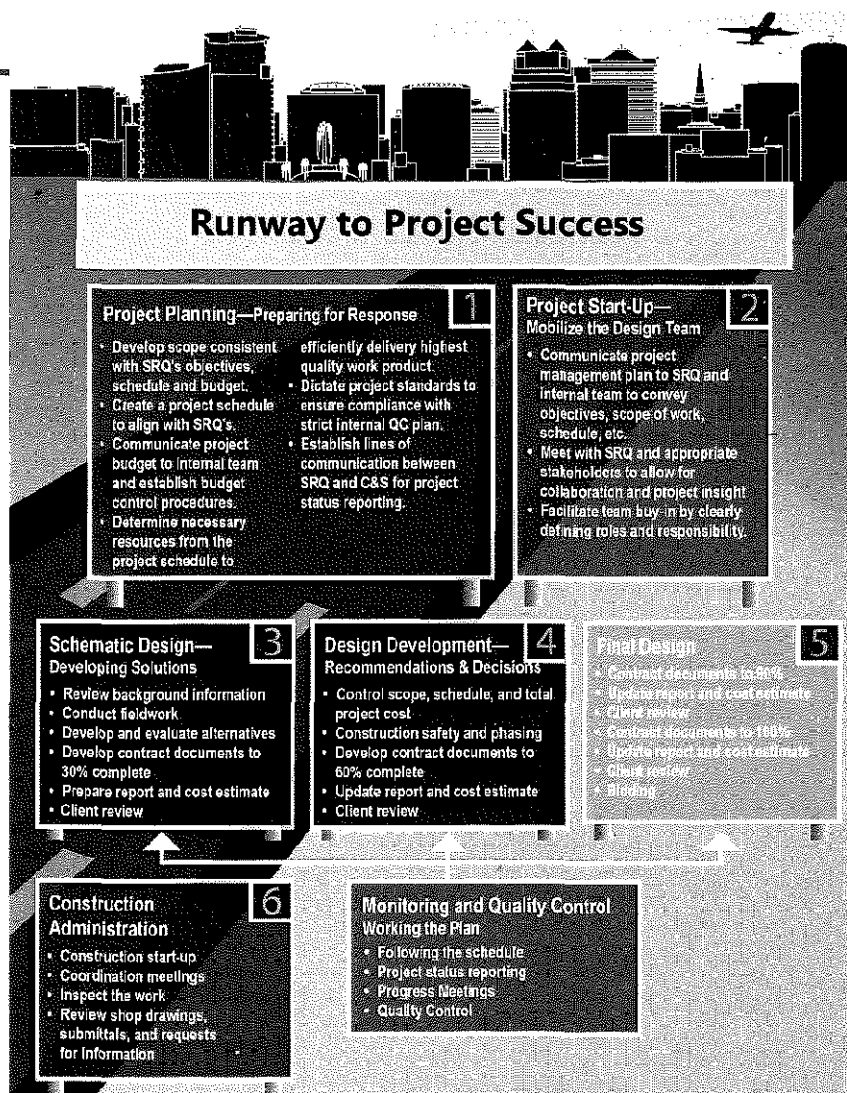 Runway to Project Success
1
Project Planning—Preparing for Response
• Develop scope consistent
with SRQ's objectives,
schedule and budget.
• Create a project schedule
to align with SRQ's.
• Communicate project
budget to internal team
and establish budget
control procedures.
• Determine necessary
resources from the
project schedule to
efficiently delivery highest
quality work product.
• Dictate project standards to
ensure compliance with
strict internal QC plan.
• Establish lines of
communication between
SRQ and C&S for project
status reporting.
2
Project Start-Up—
Mobilize the Design Team
• Communicate project
management plan to SRQ and
internal team to convey
objectives, scope of work,
schedule, etc.
• Meet with SRQ and appropriate
stakeholders to allow for
collaboration and project insight
• Facilitate team buy-in by clearly
defining roles and responsibility.
3
Schematic Design—
Developing Solutions
• Review background information
• Conduct fieldwork
• Develop and evaluate alternatives
• Develop contract documents to
30% complete
• Prepare report and cost estimate
• Client review
4
Design Development—
Recommendations & Decisions
• Control scope, schedule, and total
project cost
• Construction safety and phasing
• Develop contract documents to
60% complete
• Update report and cost estimate
• Client review
5
Final Design
• Contract documents to 90%
• Update report and cost estimate
• Client review
• Contract documents to 100%
• Update report and cost estimate
• Client review
• Bidding
6
Construction
Administration
• Construction start-up
• Coordination meetings
• Inspect the work
• Review shop drawings,
submittals, and requests
for information
Monitoring and Quality Control
Working the Plan
• Following the schedule
• Project status reporting
• Progress Meetings
• Quality Control